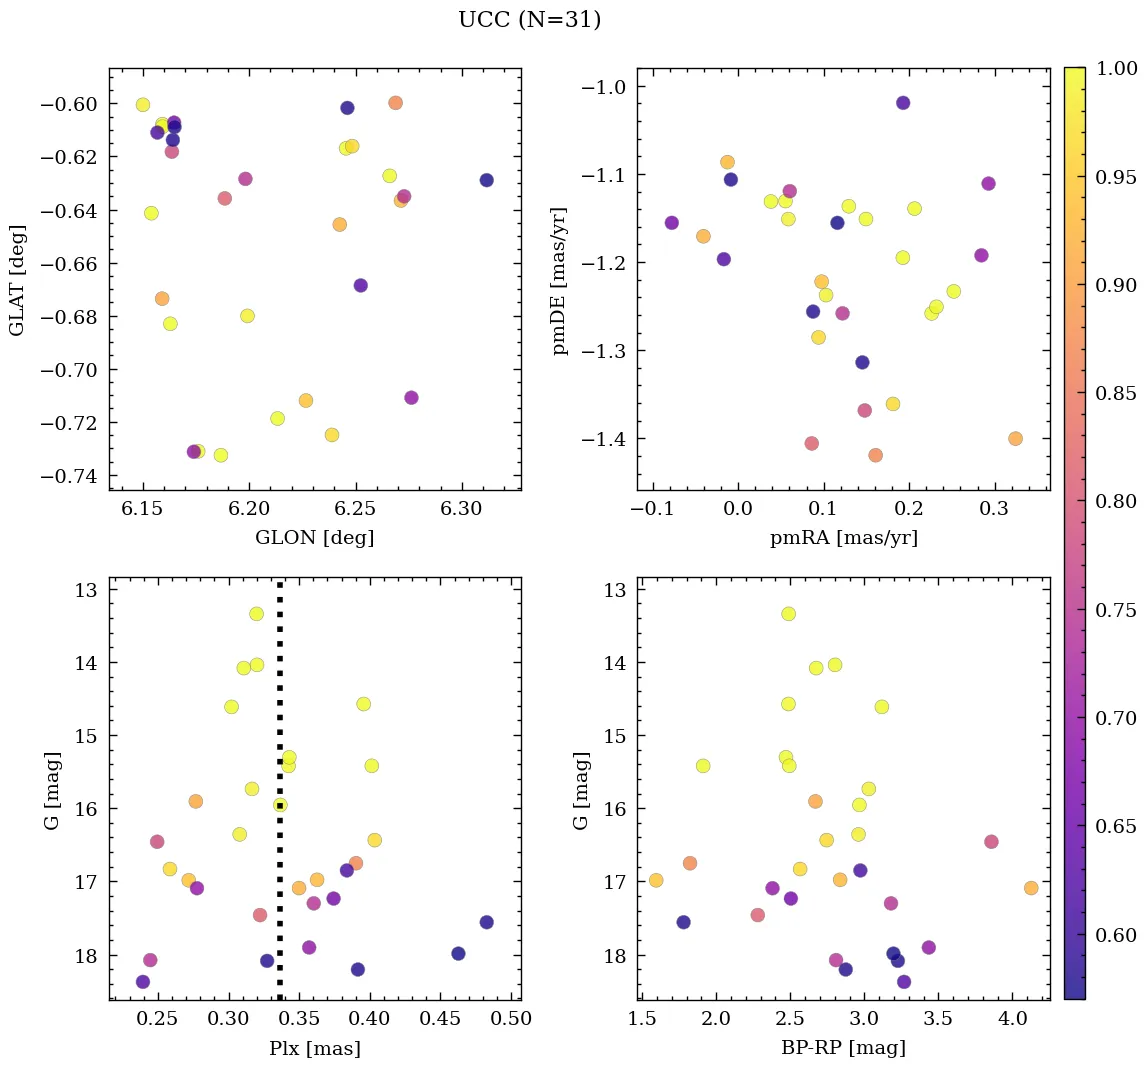 UCC (N=31)
−0.60
−0.62
−0.64
−0.66
−0.68
−0.70
−0.72
−0.74
GLAT [deg]
6.15 6.20 6.25 6.30
GLON [deg]
−1.0
−1.1
−1.2
−1.3
−1.4
pmDE [mas/yr]
−0.1 0.0 0.1 0.2 0.3
pmRA [mas/yr]
13
14
15
16
17
18
G [mag]
0.25 0.30 0.35 0.40 0.45 0.50
Plx [mas]
13
14
15
16
17
18
G [mag]
1.5 2.0 2.5 3.0 3.5 4.0
BP-RP [mag]
1.00
0.95
0.90
0.85
0.80
0.75
0.70
0.65
0.60